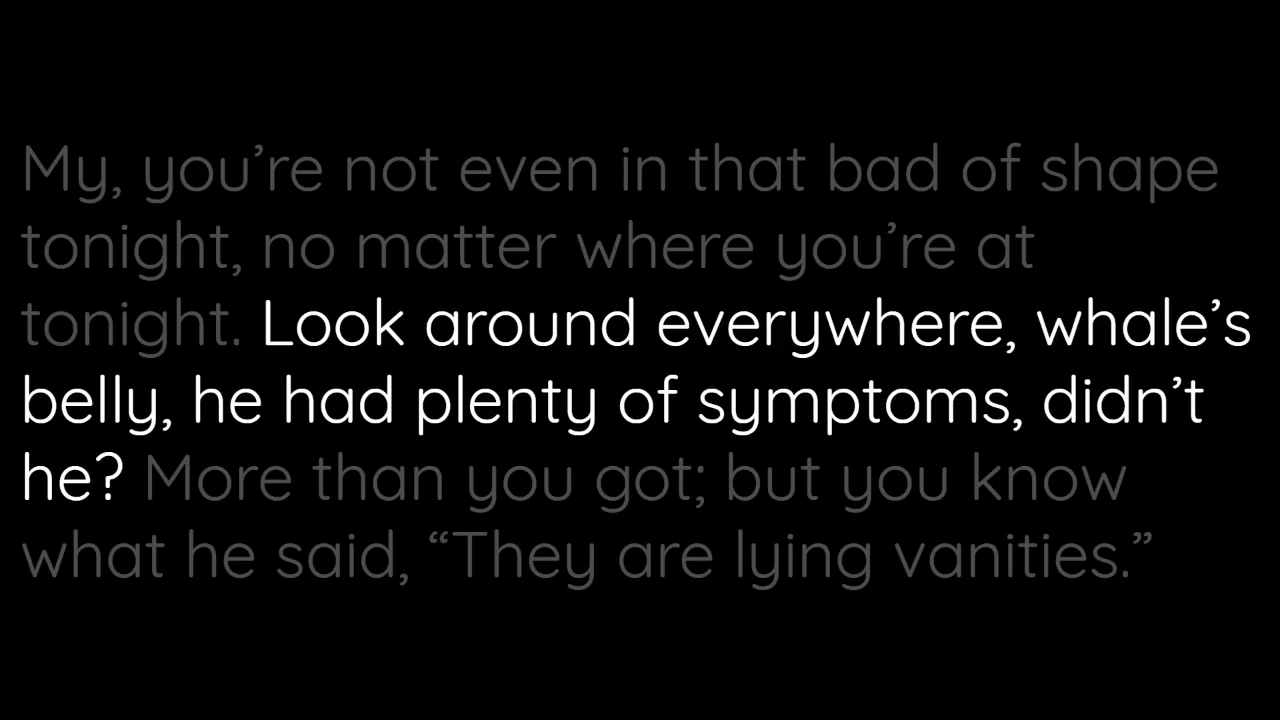 My, you’re not even in that bad of shape
tonight, no matter where you’re at
tonight. Look around everywhere, whale’s
belly, he had plenty of symptoms, didn’t
he? More than you got; but you know
what he said, “They are lying vanities.”